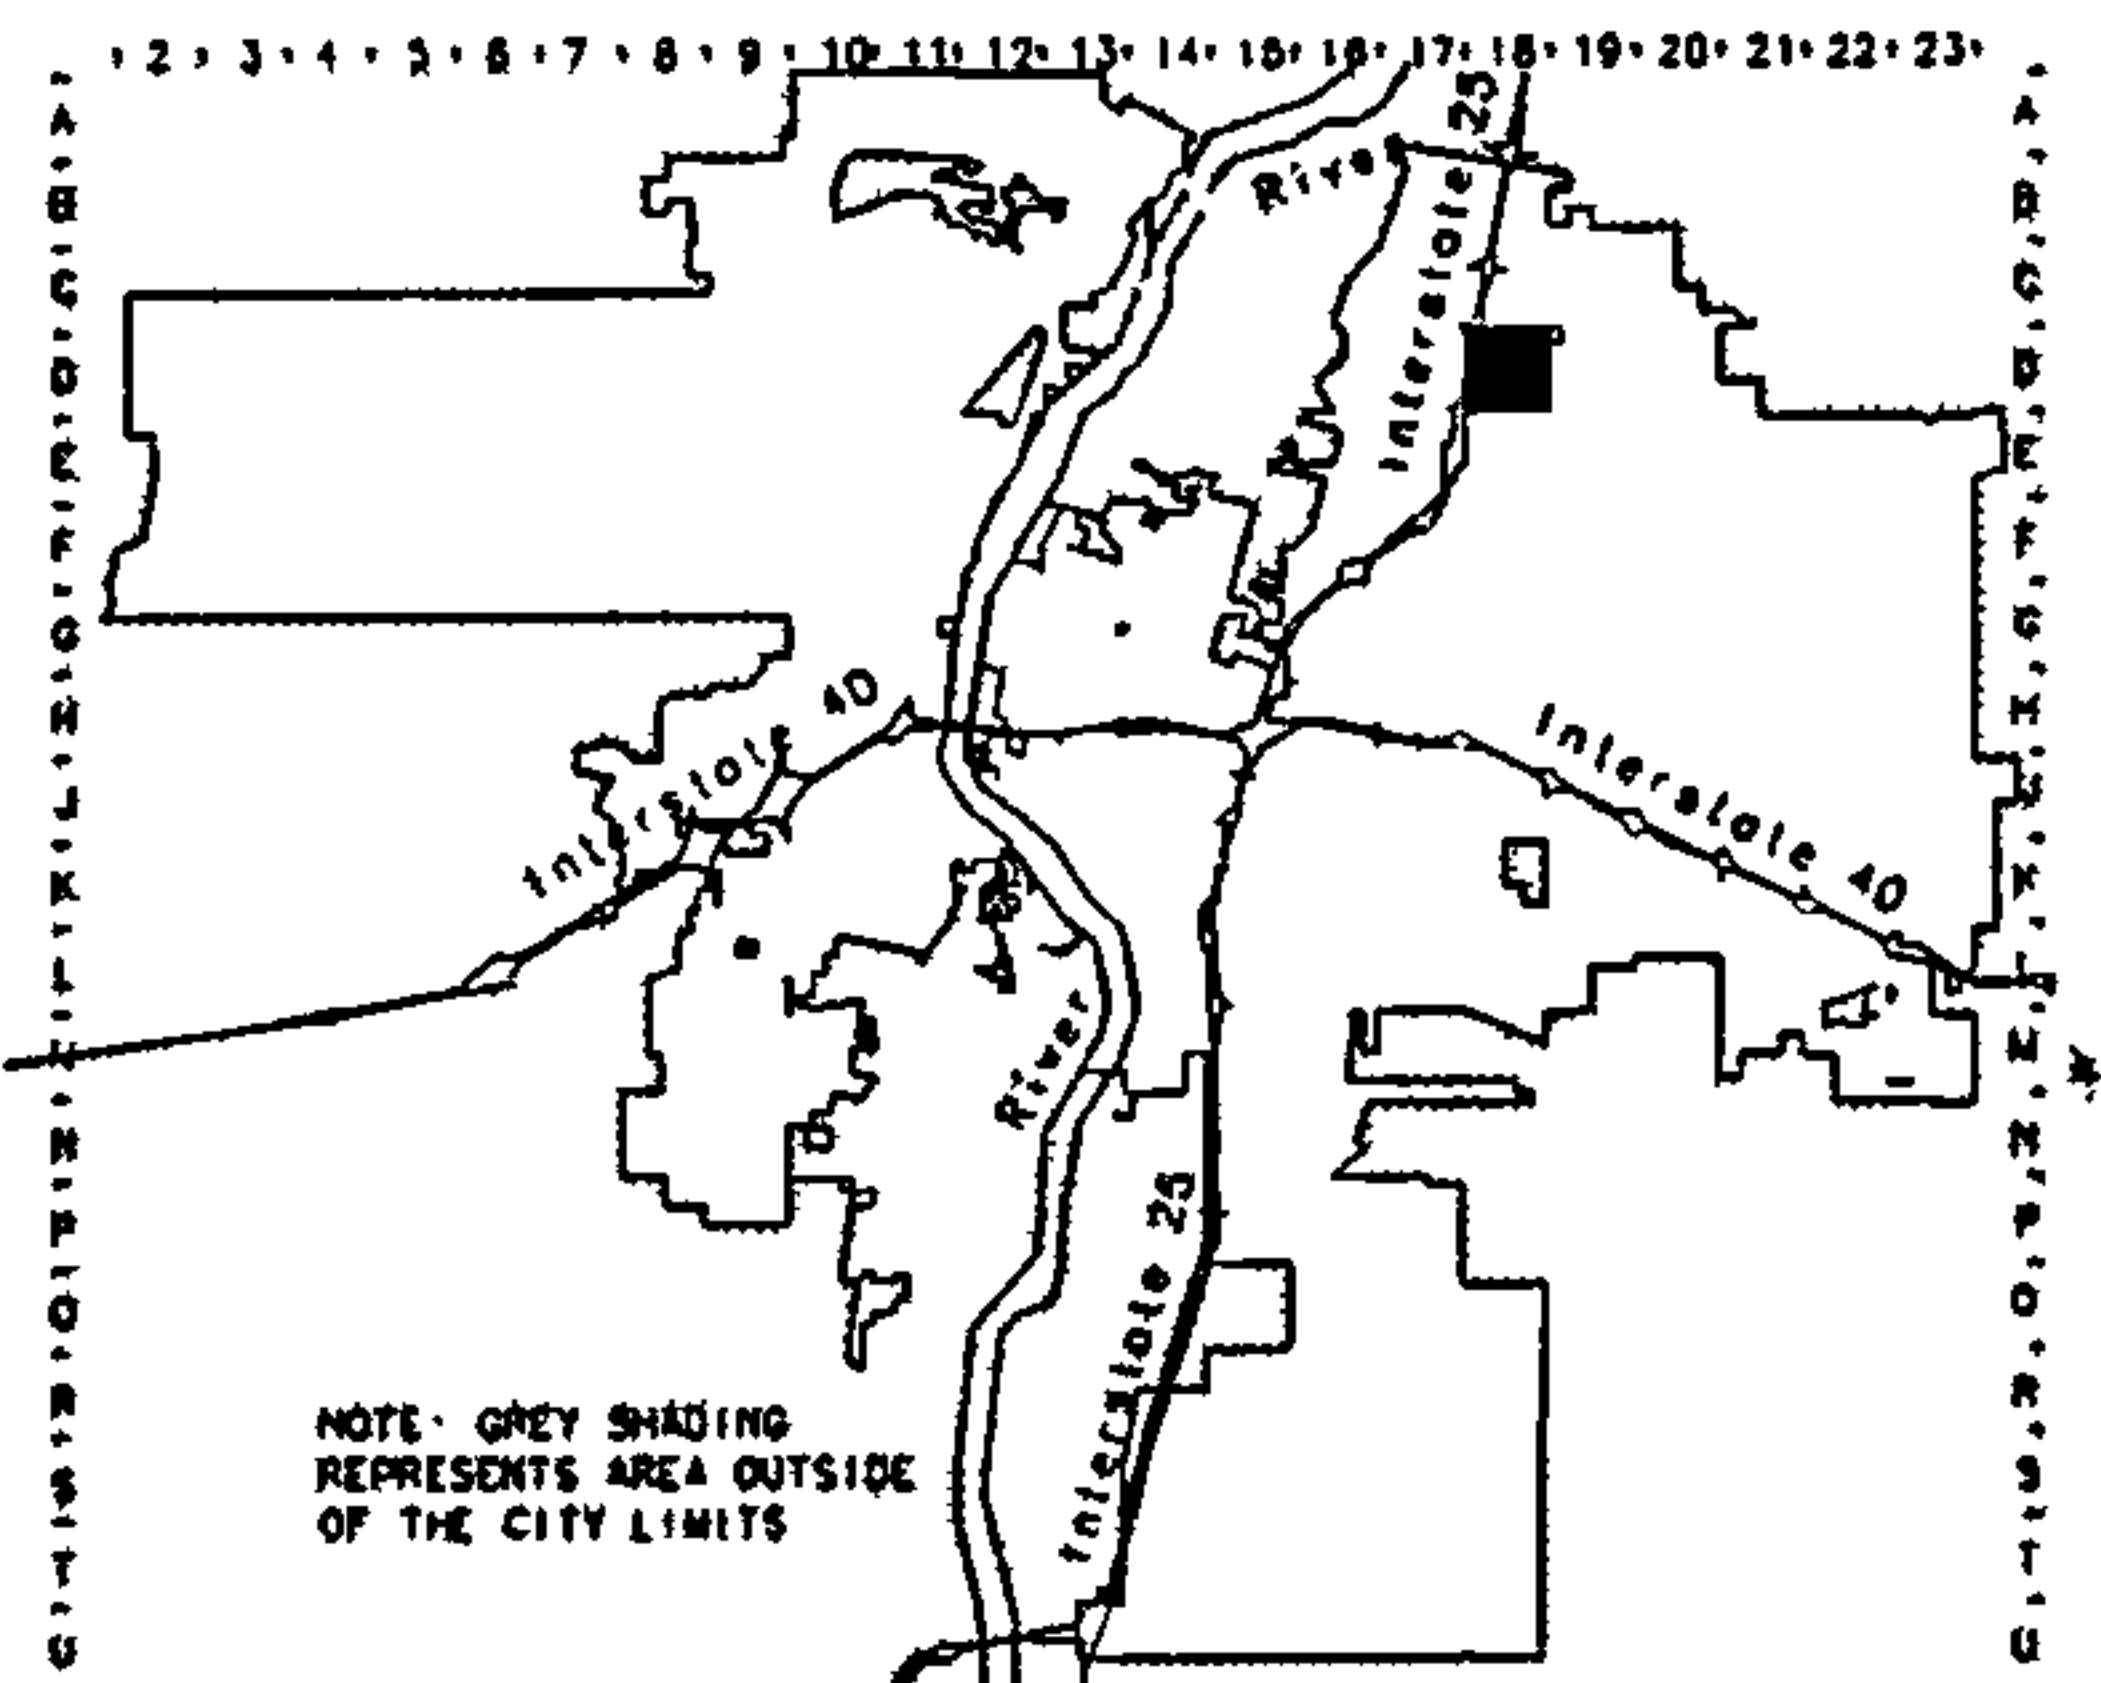 2 3 4 5 6 7 8 9 10 11 12 13 14 15 16 17 18 19 20 21 22 23
A
B
C
D
E
F
G
H
J
K
L
M
N
P
Q
R
S
T
U
A
B
C
D
E
F
G
H
J
K
L
M
N
P
Q
R
S
T
U
River
Interstate 25
Interstate 40
Interstate 40
River
Interstate 25
NOTE· GREY SHADING
REPRESENTS AREA OUTSIDE
OF THE CITY LIMITS